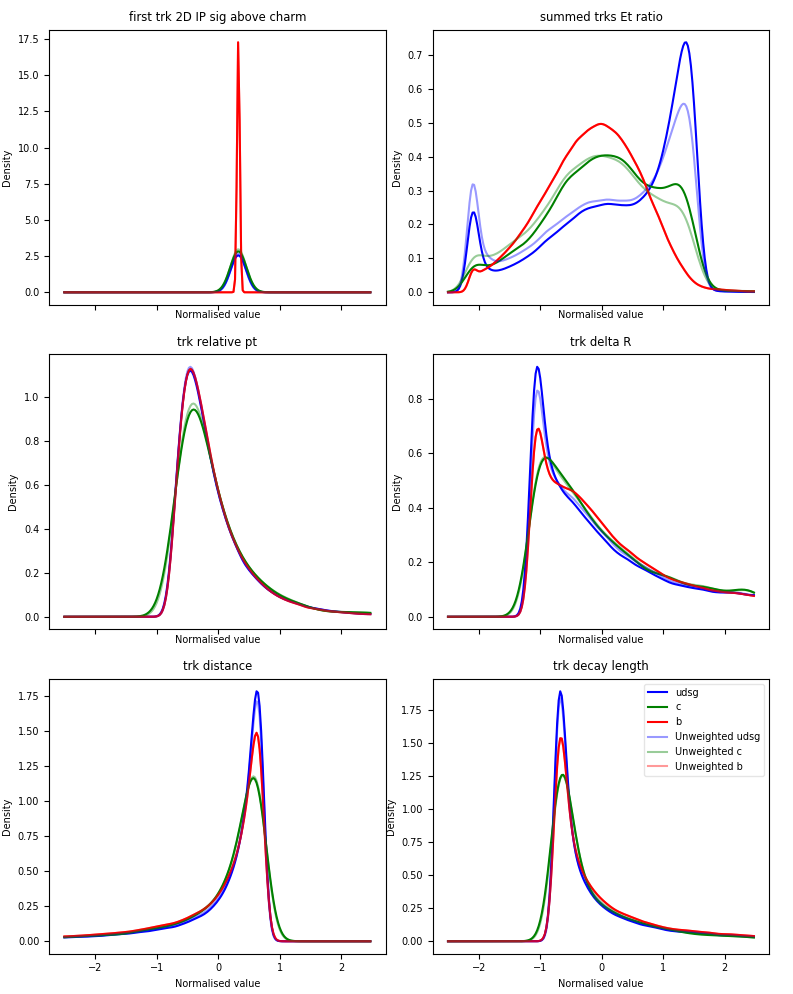 first trk 2D IP sig above charm
summed trks Et ratio
Density
17.5
15.0
12.5
10.0
7.5
5.0
2.5
0.0
Normalised value
Density
0.7
0.6
0.5
0.4
0.3
0.2
0.1
0.0
Normalised value
trk relative pt
trk delta R
Density
1.0
0.8
0.6
0.4
0.2
0.0
Normalised value
Density
0.8
0.6
0.4
0.2
0.0
Normalised value
trk distance
trk decay length
Density
1.75
1.50
1.25
1.00
0.75
0.50
0.25
0.00
−2 −1 0 1 2
Normalised value
Density
1.75
1.50
1.25
1.00
0.75
0.50
0.25
0.00
udsg
c
b
Unweighted udsg
Unweighted c
Unweighted b
−2 −1 0 1 2
Normalised value